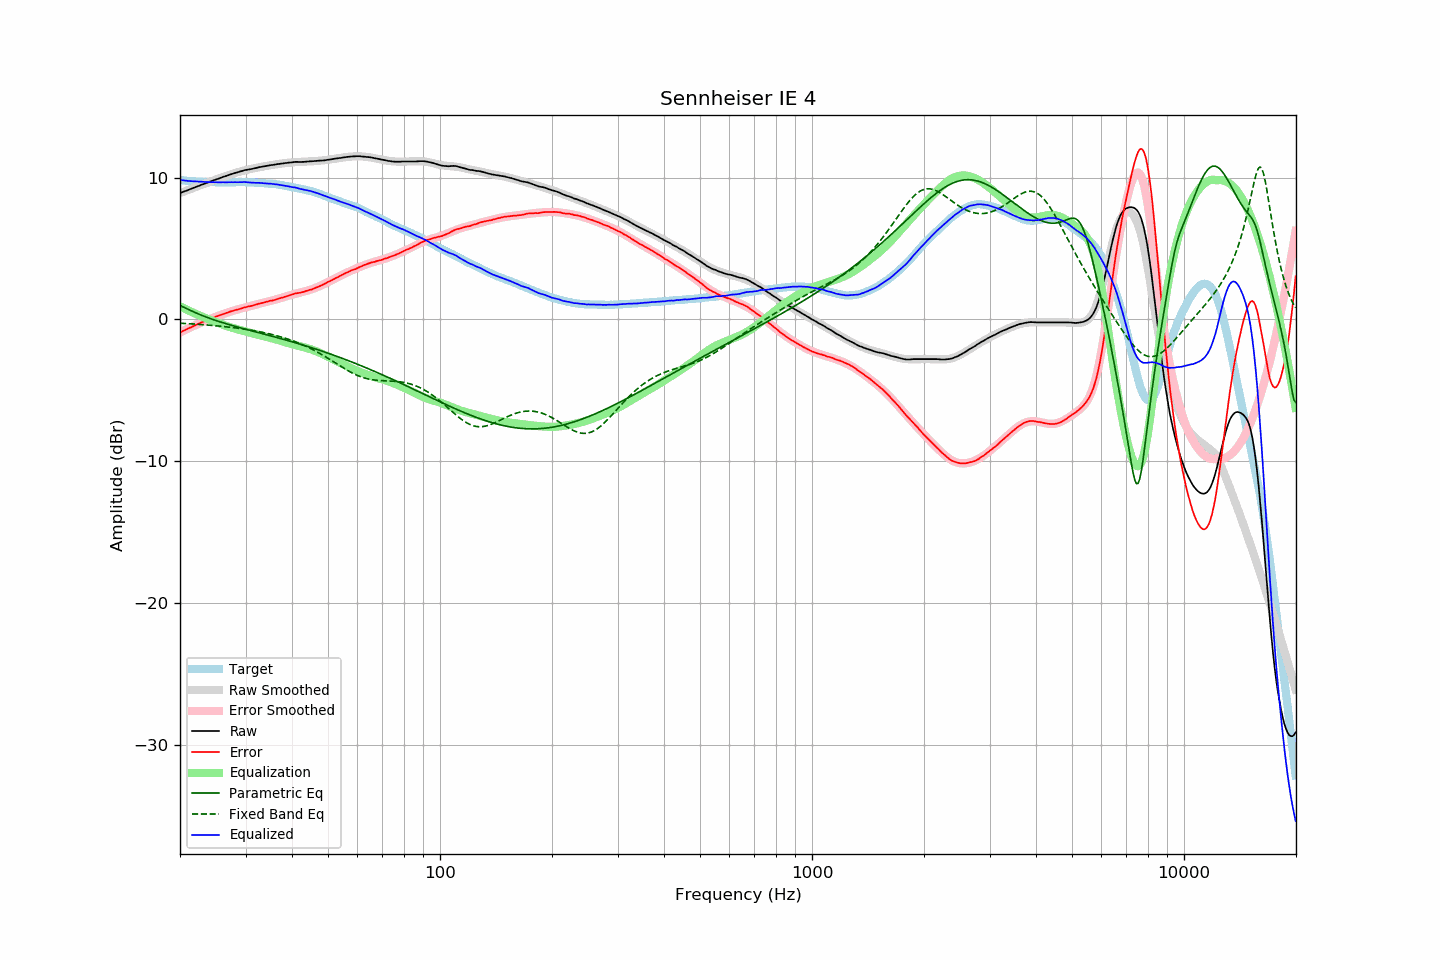 Sennheiser IE 4
Amplitude (dBr)
10
0
−10
−20
−30
Target
Raw Smoothed
Error Smoothed
Raw
Error
Equalization
Parametric Eq
Fixed Band Eq
Equalized
100
1000
10000
Frequency (Hz)